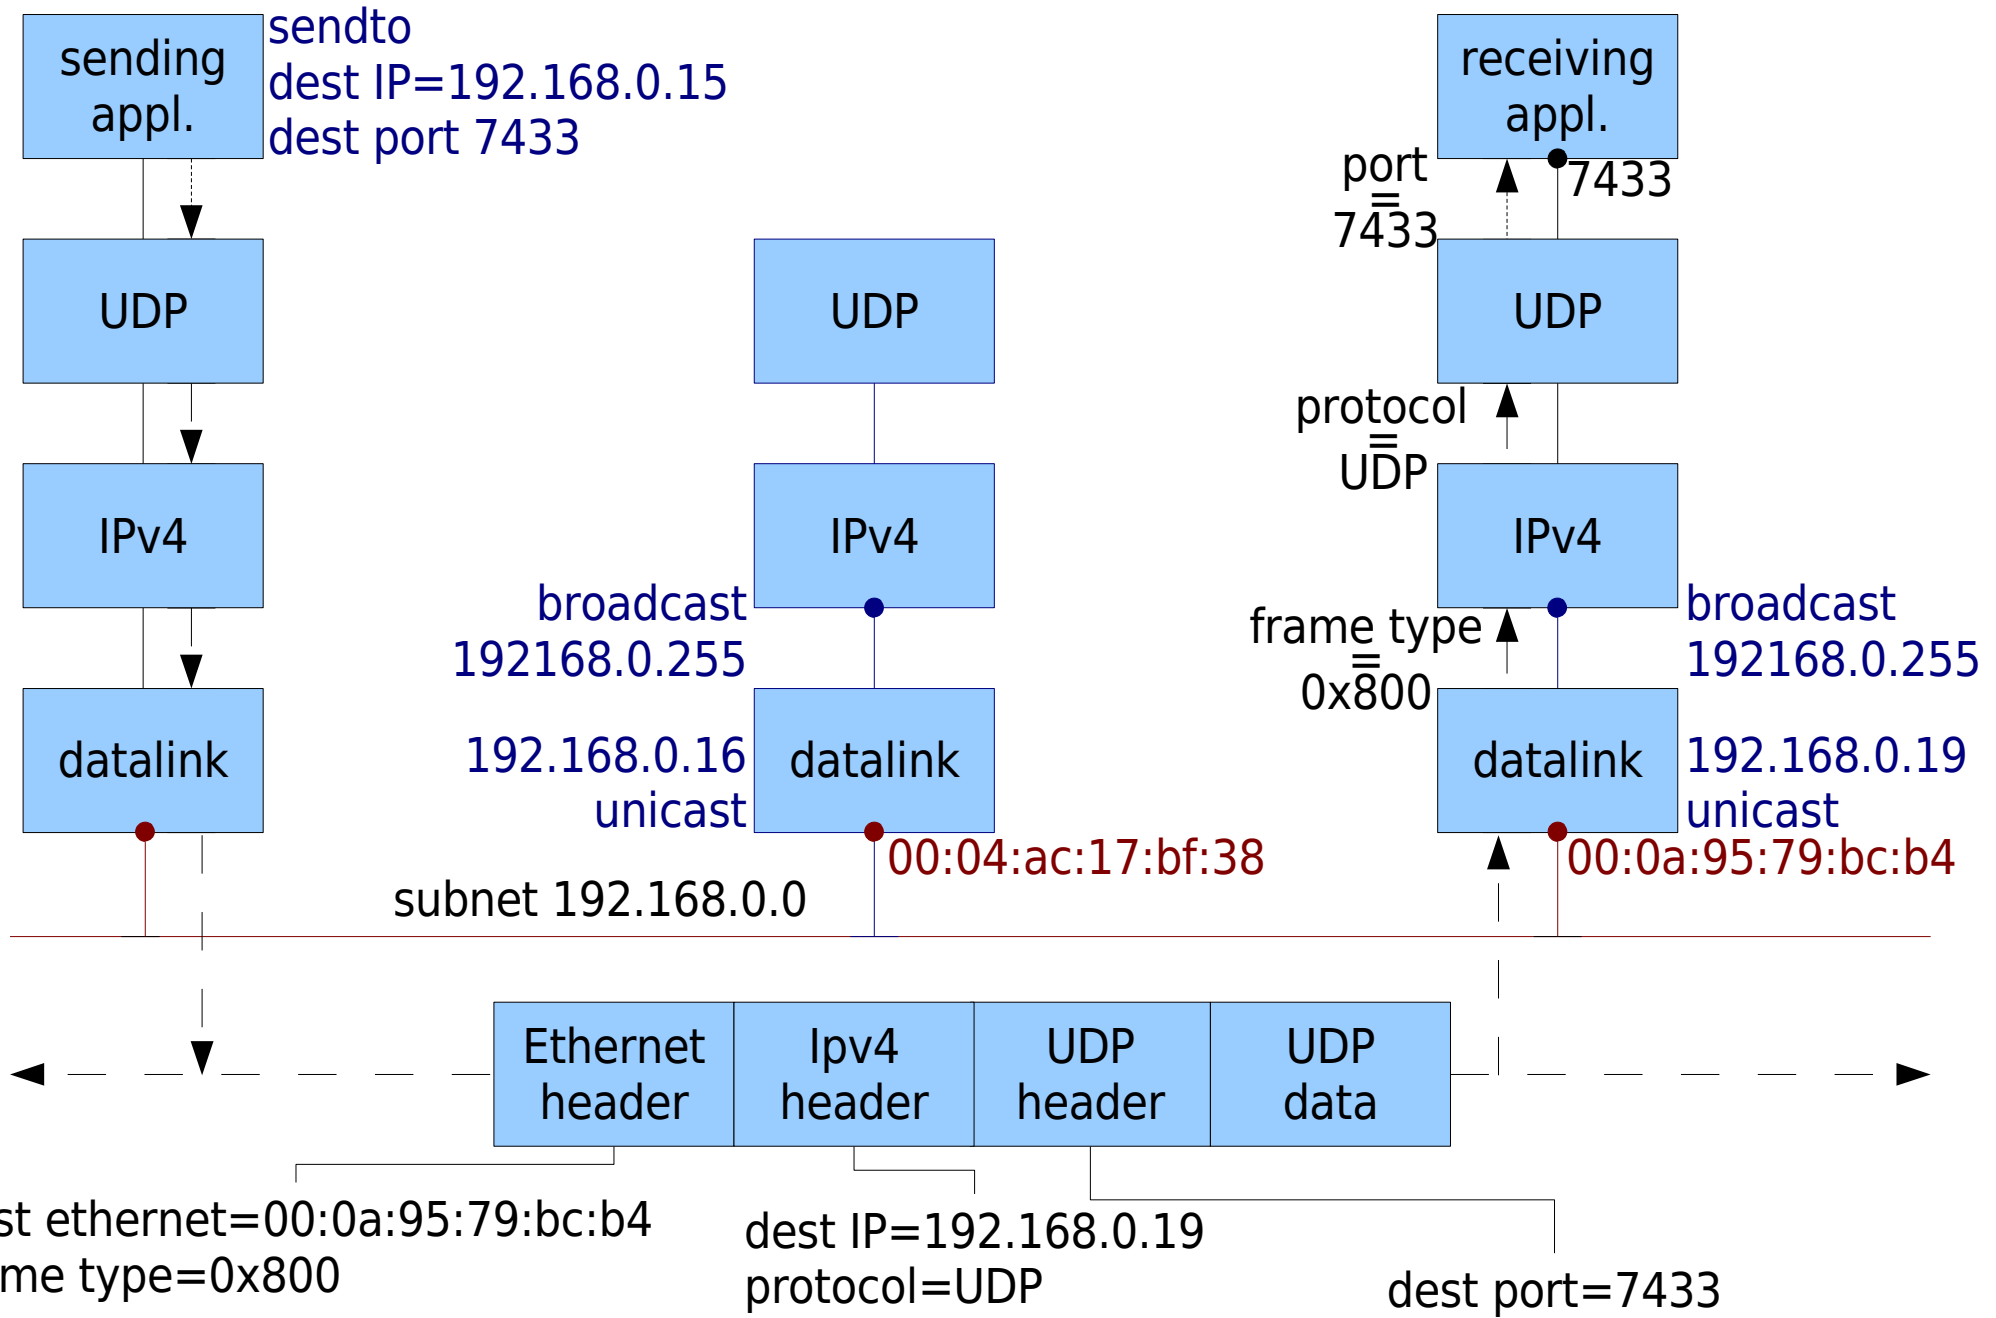 sending
appl.
sendto
dest IP=192.168.0.15
dest port 7433
receiving
appl.
port
=
7433
7433
UDP
UDP
UDP
protocol
=
UDP
IPv4
IPv4
IPv4
broadcast
192168.0.255
frame type
=
0x800
broadcast
192168.0.255
datalink
192.168.0.16
unicast
datalink
datalink
192.168.0.19
unicast
00:04:ac:17:bf:38
00:0a:95:79:bc:b4
subnet 192.168.0.0
Ethernet
header
Ipv4
header
UDP
header
UDP
data
st ethernet=00:0a:95:79:bc:b4
me type=0x800
dest IP=192.168.0.19
protocol=UDP
dest port=7433